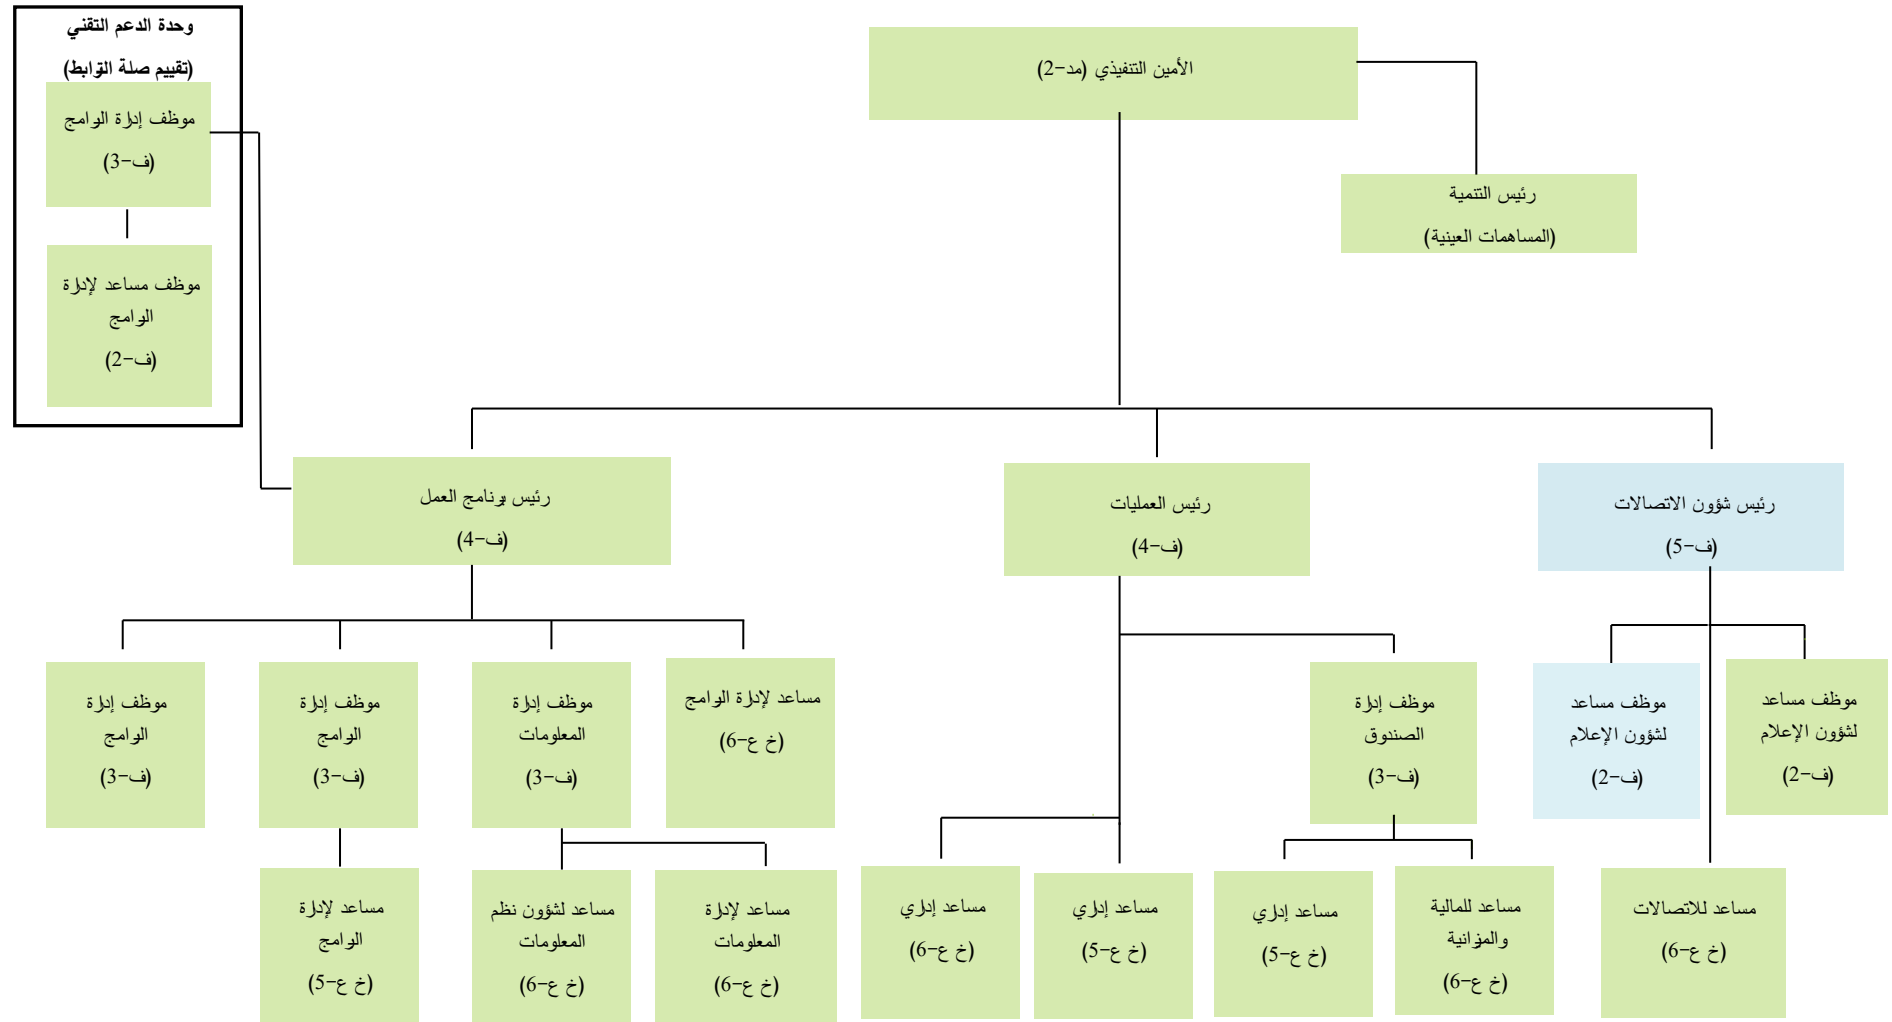 وحدة الدعم التقني
(تقييم صلة الترابط)
موظف إدارة البرامج
(ف-3)
موظف مساعد لإدارة
البرامج
(ف-2)
الأمين التنفيذي (مد-2)
رئيس التنمية
(المساهمات العينية)
رئيس شؤون الاتصالات
(ف-5)
رئيس العمليات
(ف-4)
رئيس برنامج العمل
(ف-4)
موظف مساعد
لشؤون الإعلام
(ف-2)
موظف مساعد
لشؤون الإعلام
(ف-2)
موظف إدارة
الصندوق
(ف-3)
مساعد لإدارة البرامج
(خ ع-6)
موظف إدارة
المعلومات
(ف-3)
موظف إدارة
البرامج
(ف-3)
موظف إدارة
البرامج
(ف-3)
مساعد للاتصالات
(خ ع-6)
مساعد للمالية
والميزانية
(خ ع-6)
مساعد إداري
(خ ع-5)
مساعد إداري
(خ ع-5)
مساعد إداري
(خ ع-6)
مساعد لإدارة
المعلومات
(خ ع-6)
مساعد لشؤون نظم
المعلومات
(خ ع-6)
مساعد لإدارة
البرامج
(خ ع-5)